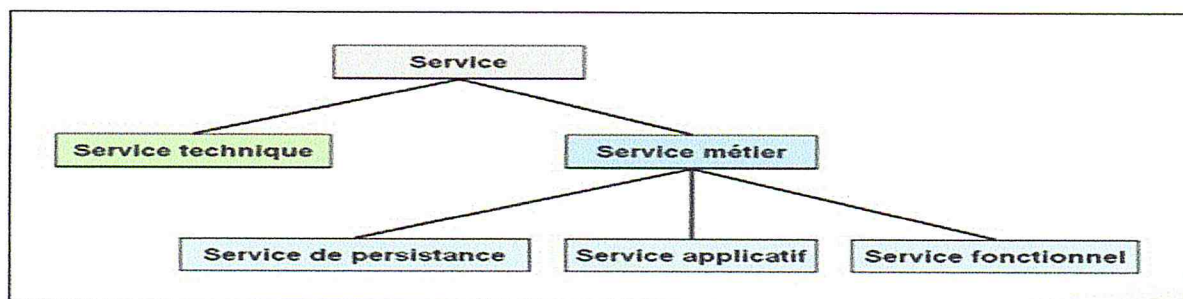 Service
Service technique
Service métier
Service de persistance
Service applicatif
Service fonctionnel